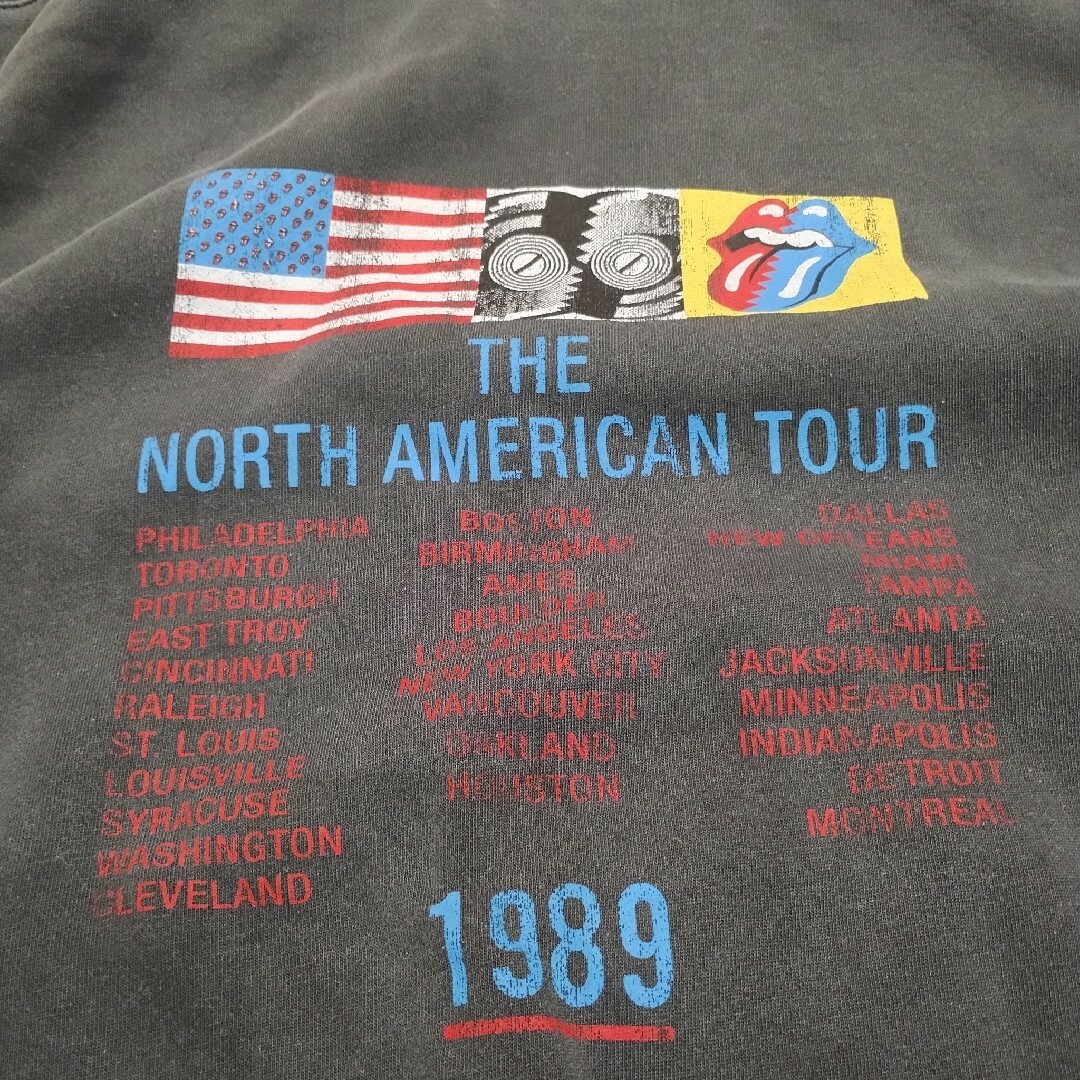 THE
NORTH AMERICAN TOUR
PHILADELPHIA
TORONTO
PITTSBURGH
EAST TROY
CINCINNATI
RALEIGH
ST. LOUIS
LOUISVILLE
SYRACUSE
WASHINGTON
CLEVELAND
BOSTON
BIRMINGHAM
AMES
BOULDER
LOS ANGELES
NEW YORK CITY
VANCOUVER
OAKLAND
HOUSTON
DALLAS
NEW ORLEANS
MIAMI
TAMPA
ATLANTA
JACKSONVILLE
MINNEAPOLIS
INDIANAPOLIS
DETROIT
MONTREAL
1989